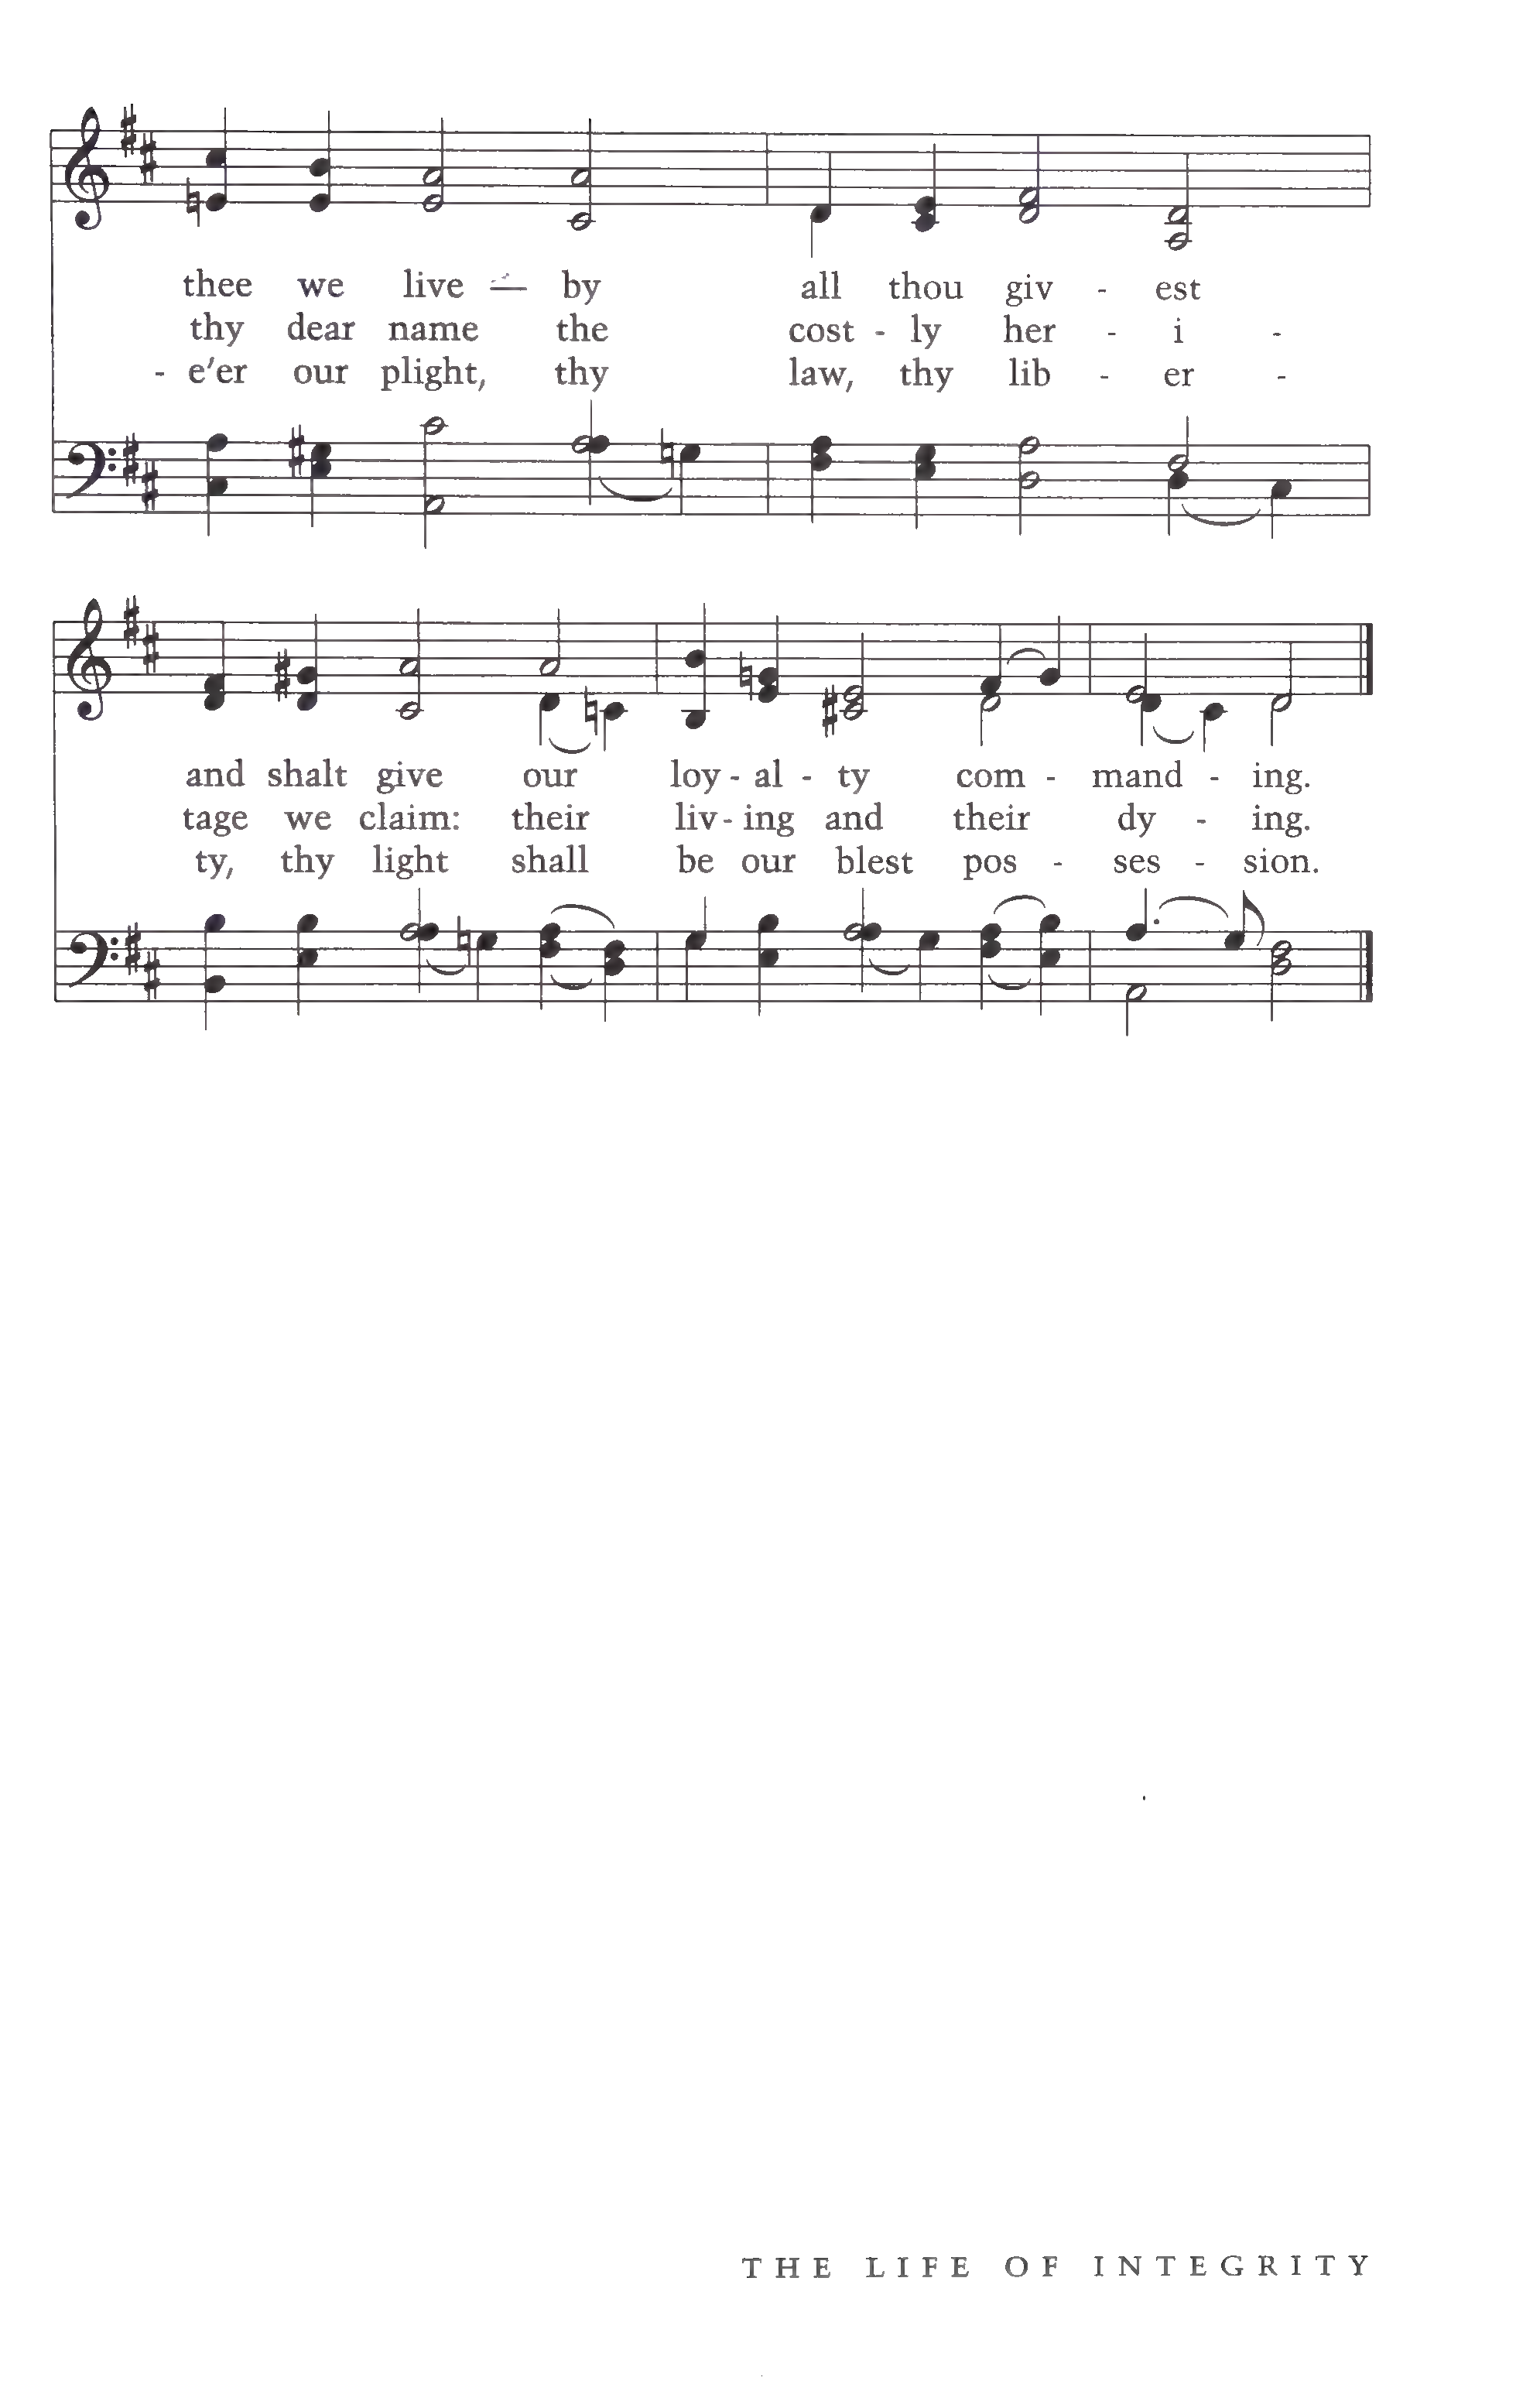 thee we live — by all thou giv - est
thy dear name the cost - ly her - i -
- e'er our plight, thy law, thy lib - er -
and shalt give our loy - al - ty com - mand - ing.
tage we claim: their liv - ing and their dy - ing.
ty, thy light shall be our blest pos - ses - sion.
THE LIFE OF INTEGRITY